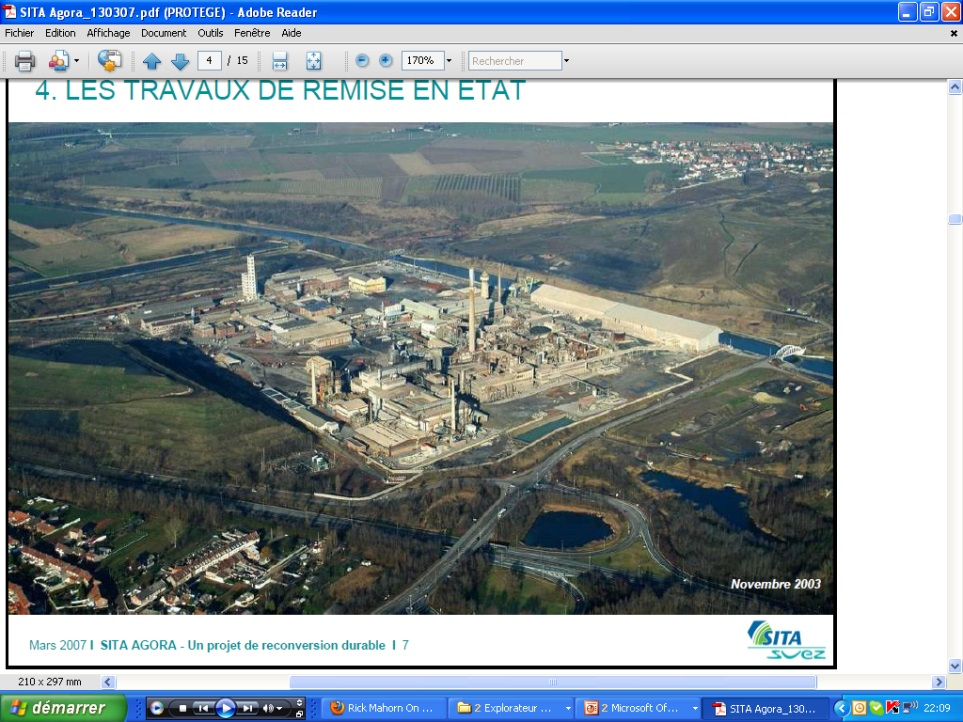 SITA Agora_130307.pdf (PROTEGE) - Adobe Reader
Fichier Edition Affichage Document Outils Fenêtre Aide
4 / 15 170% Rechercher
4. LES TRAVAUX DE REMISE EN ETAT
Novembre 2003
Mars 2007 I SITA AGORA - Un projet de reconversion durable I 7
SITA
suez
210 x 297 mm
démarrer Rick Mahorn On ... 2 Explorateur ... 2 Microsoft Of... SITA Agora_130... 22:09